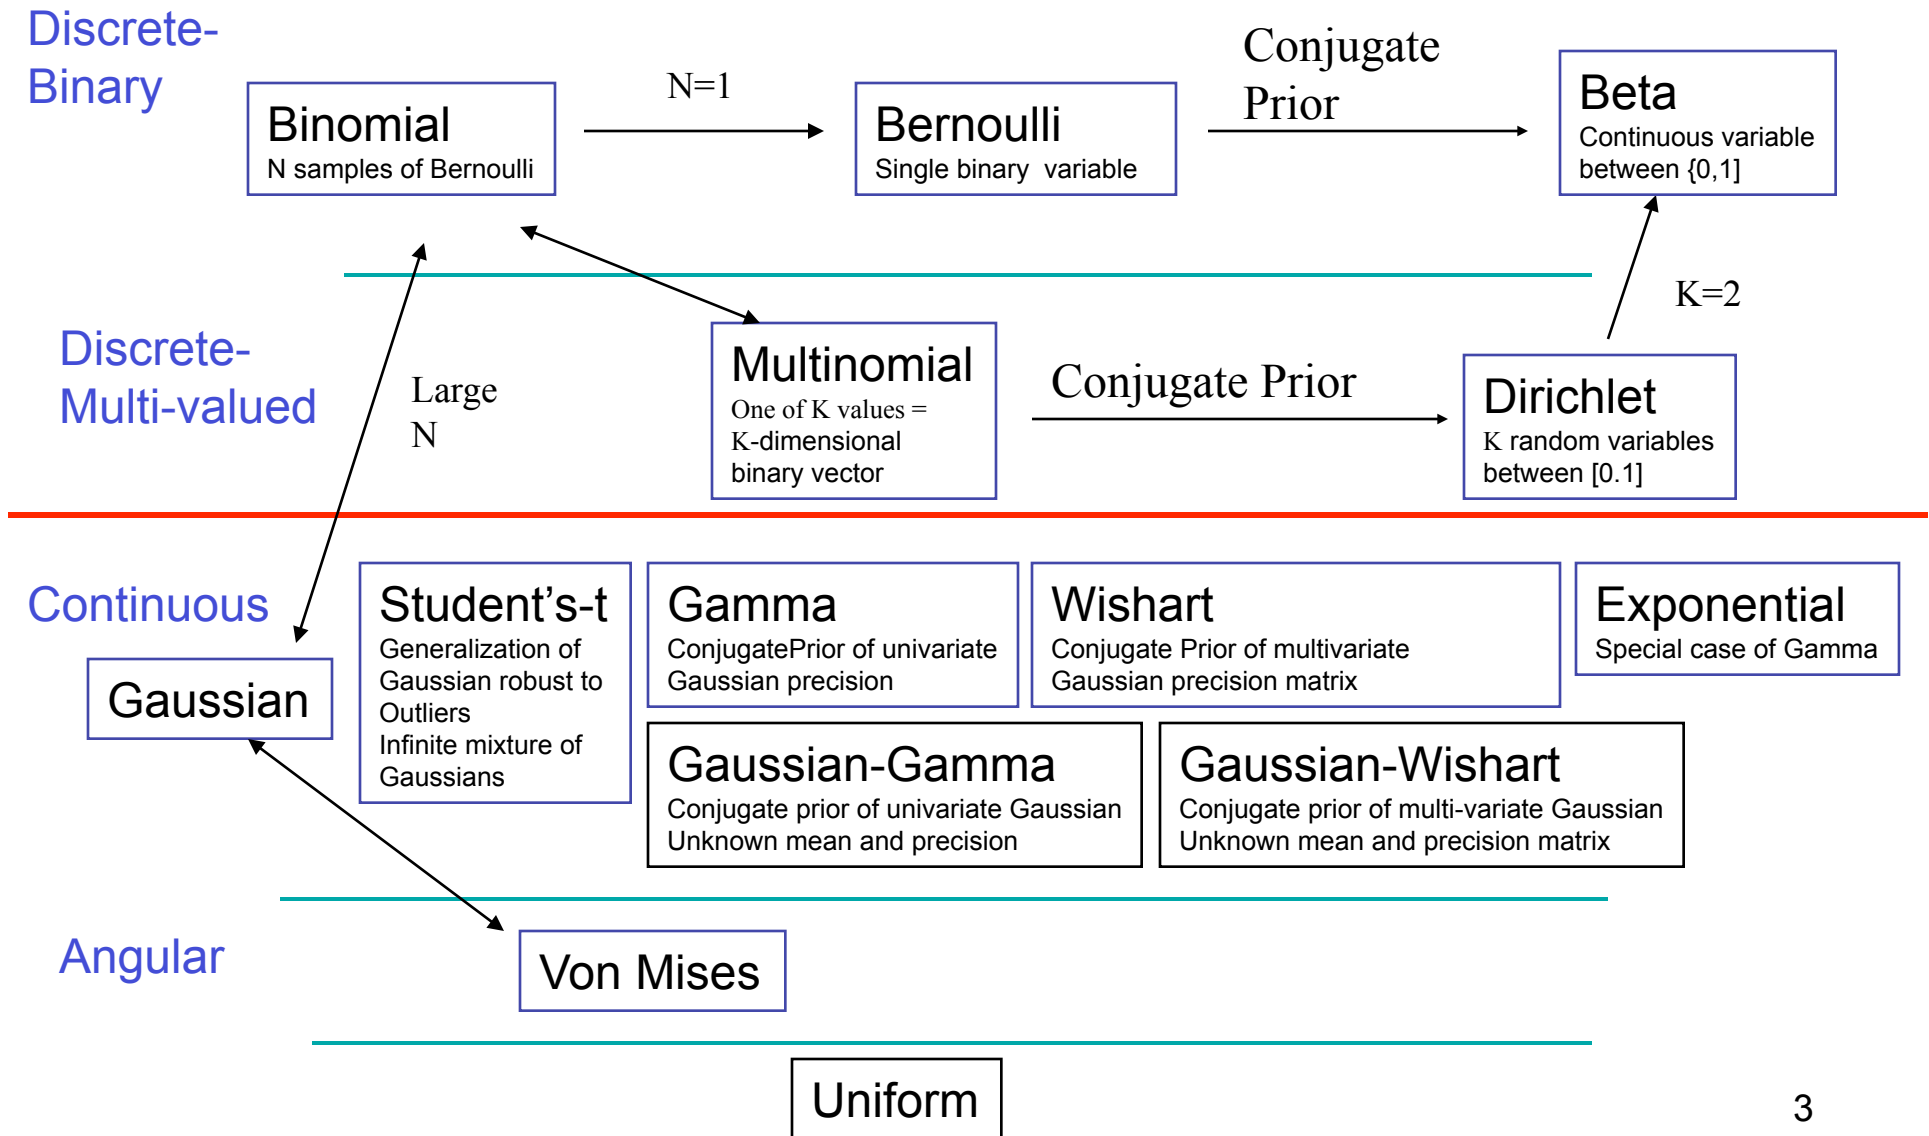 Discrete-
Binary
Binomial
N samples of Bernoulli
N=1
Bernoulli
Single binary variable
Conjugate
Prior
Beta
Continuous variable
between {0,1]
Discrete-
Multi-valued
Large
N
Multinomial
One of K values =
K-dimensional
binary vector
Conjugate Prior
Dirichlet
K random variables
between [0.1]
K=2
Continuous
Gaussian
Student’s-t
Generalization of
Gaussian robust to
Outliers
Infinite mixture of
Gaussians
Gamma
ConjugatePrior of univariate
Gaussian precision
Wishart
Conjugate Prior of multivariate
Gaussian precision matrix
Exponential
Special case of Gamma
Gaussian-Gamma
Conjugate prior of univariate Gaussian
Unknown mean and precision
Gaussian-Wishart
Conjugate prior of multi-variate Gaussian
Unknown mean and precision matrix
Angular
Von Mises
Uniform
3